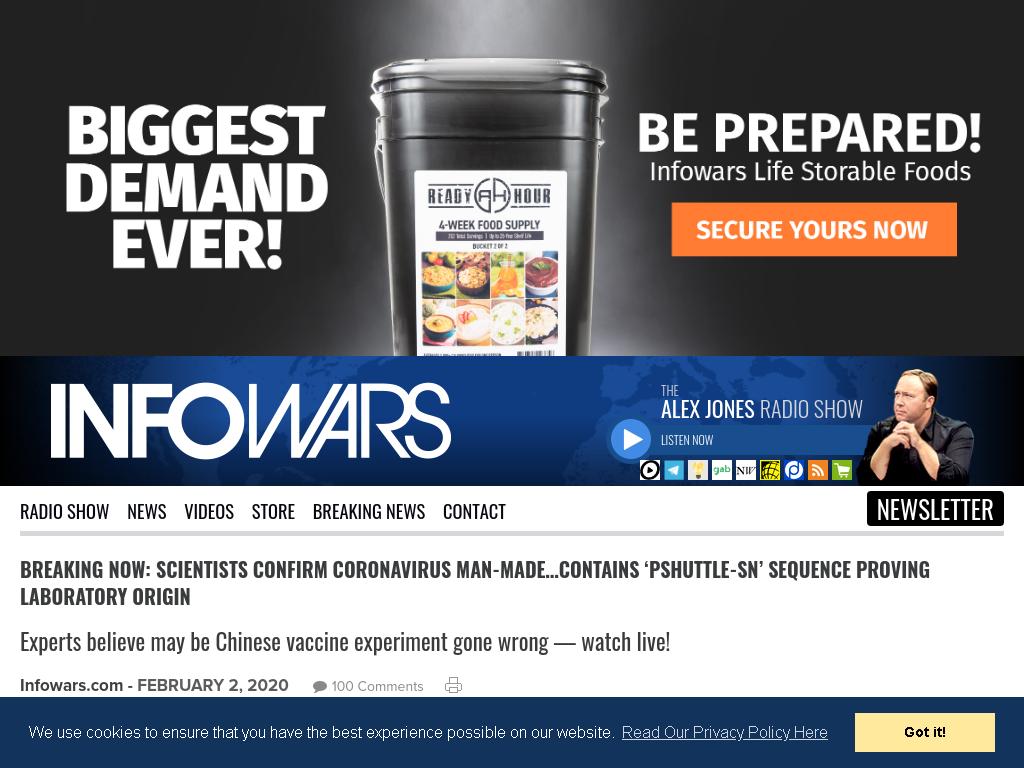 BIGGEST
DEMAND
EVER!
READY HOUR
4-WEEK FOOD SUPPLY
BUCKET 2 OF 2
BE PREPARED!
Infowars Life Storable Foods
SECURE YOURS NOW
INFOWARS
THE
ALEX JONES RADIO SHOW
LISTEN NOW
gab
NW
RADIO SHOW NEWS VIDEOS STORE BREAKING NEWS CONTACT
NEWSLETTER
BREAKING NOW: SCIENTISTS CONFIRM CORONAVIRUS MAN-MADE…CONTAINS ‘PSHUTTLE-SN’ SEQUENCE PROVING
LABORATORY ORIGIN
Experts believe may be Chinese vaccine experiment gone wrong — watch live!
Infowars.com - FEBRUARY 2, 2020 100 Comments
We use cookies to ensure that you have the best experience possible on our website. Read Our Privacy Policy Here
Got it!